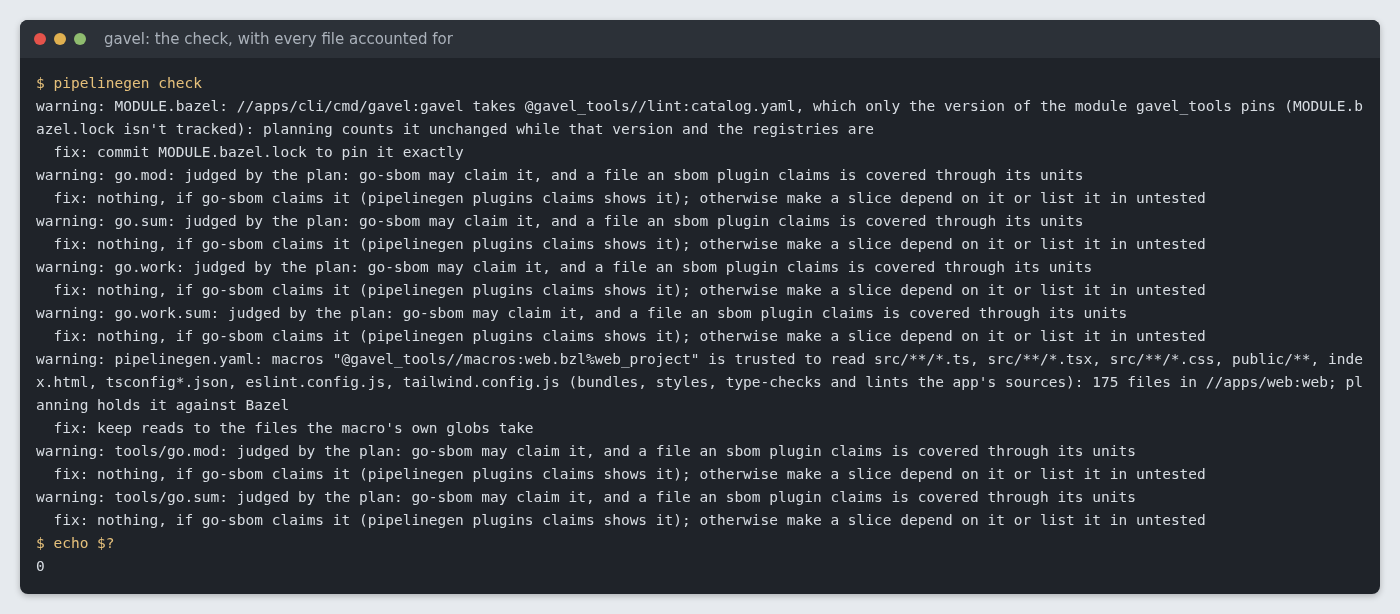 gavel: the check, with every file accounted for
$ pipelinegen check
warning: MODULE.bazel: //apps/cli/cmd/gavel:gavel takes @gavel_tools//lint:catalog.yaml, which only the version of the module gavel_tools pins (MODULE.b
azel.lock isn't tracked): planning counts it unchanged while that version and the registries are
  fix: commit MODULE.bazel.lock to pin it exactly
warning: go.mod: judged by the plan: go-sbom may claim it, and a file an sbom plugin claims is covered through its units
  fix: nothing, if go-sbom claims it (pipelinegen plugins claims shows it); otherwise make a slice depend on it or list it in untested
warning: go.sum: judged by the plan: go-sbom may claim it, and a file an sbom plugin claims is covered through its units
  fix: nothing, if go-sbom claims it (pipelinegen plugins claims shows it); otherwise make a slice depend on it or list it in untested
warning: go.work: judged by the plan: go-sbom may claim it, and a file an sbom plugin claims is covered through its units
  fix: nothing, if go-sbom claims it (pipelinegen plugins claims shows it); otherwise make a slice depend on it or list it in untested
warning: go.work.sum: judged by the plan: go-sbom may claim it, and a file an sbom plugin claims is covered through its units
  fix: nothing, if go-sbom claims it (pipelinegen plugins claims shows it); otherwise make a slice depend on it or list it in untested
warning: pipelinegen.yaml: macros "@gavel_tools//macros:web.bzl%web_project" is trusted to read src/**/*.ts, src/**/*.tsx, src/**/*.css, public/**, inde
x.html, tsconfig*.json, eslint.config.js, tailwind.config.js (bundles, styles, type-checks and lints the app's sources): 175 files in //apps/web:web; pl
anning holds it against Bazel
  fix: keep reads to the files the macro's own globs take
warning: tools/go.mod: judged by the plan: go-sbom may claim it, and a file an sbom plugin claims is covered through its units
  fix: nothing, if go-sbom claims it (pipelinegen plugins claims shows it); otherwise make a slice depend on it or list it in untested
warning: tools/go.sum: judged by the plan: go-sbom may claim it, and a file an sbom plugin claims is covered through its units
  fix: nothing, if go-sbom claims it (pipelinegen plugins claims shows it); otherwise make a slice depend on it or list it in untested
$ echo $?
0